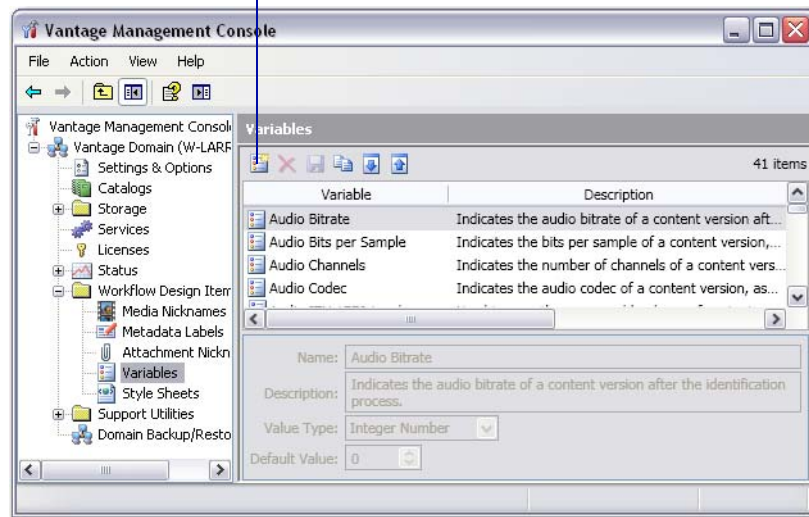 Vantage Management Console
File Action View Help
Vantage Management Consol
Vantage Domain (W-LARF
Settings & Options
Catalogs
Storage
Services
Licenses
Status
Workflow Design Item
Media Nicknames
Metadata Labels
Attachment Nickn
Variables
Style Sheets
Support Utilities
Domain Backup/Resto
Variables
41 items
Variable Description
Audio Bitrate Indicates the audio bitrate of a content version aft...
Audio Bits per Sample Indicates the bits per sample of a content version,...
Audio Channels Indicates the number of channels of a content vers...
Audio Codec Indicates the audio codec of a content version, as...
Name: Audio Bitrate
Description: Indicates the audio bitrate of a content version after the identification
process.
Value Type: Integer Number
Default Value: 0